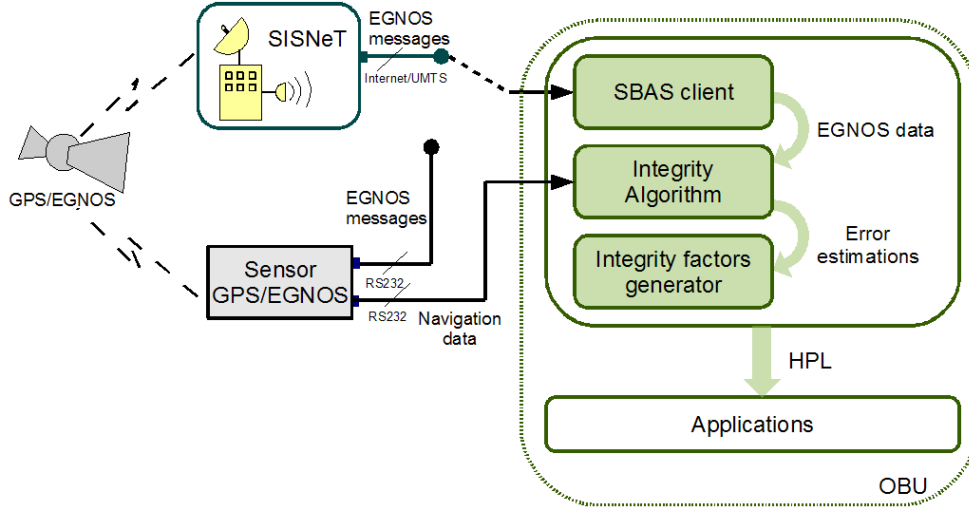 SISNeT
EGNOS
messages
Internet/UMTS
SBAS client
EGNOS data
GPS/EGNOS
EGNOS
messages
Integrity
Algorithm
Error
estimations
Sensor
GPS/EGNOS
RS232
RS232
Navigation
data
Integrity factors
generator
HPL
Applications
OBU